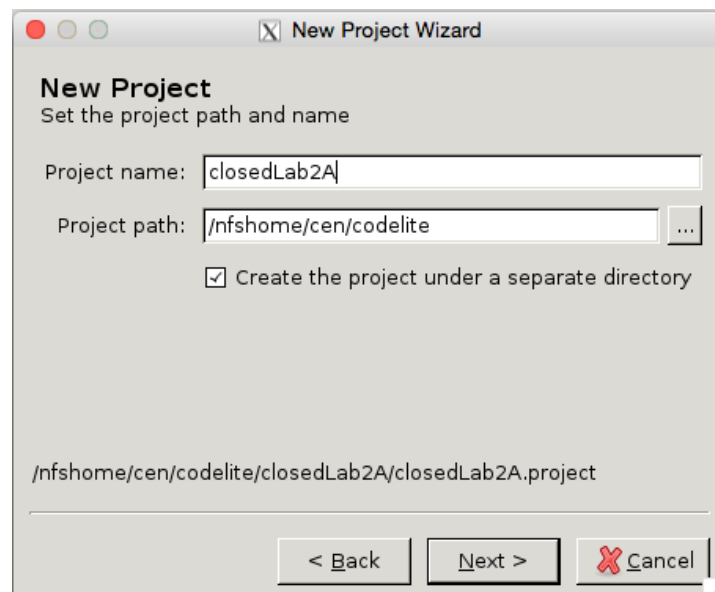 New Project Wizard
New Project
Set the project path and name
Project name: closedLab2A
Project path: /nfshome/cen/codelite ...
Create the project under a separate directory
/nfshome/cen/codelite/closedLab2A/closedLab2A.project
< Back Next > Cancel